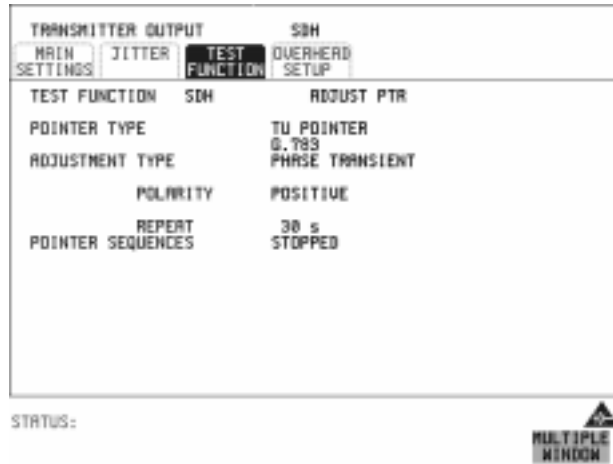 TRANSMITTER OUTPUT SDH
MAIN SETTINGS JITTER TEST FUNCTION OVERHEAD SETUP
TEST FUNCTION SDH ADJUST PTR
POINTER TYPE TU POINTER
G.783
ADJUSTMENT TYPE PHASE TRANSIENT
POLARITY POSITIVE
REPEAT 30 s
POINTER SEQUENCES STOPPED
STATUS:
MULTIPLE
WINDOW